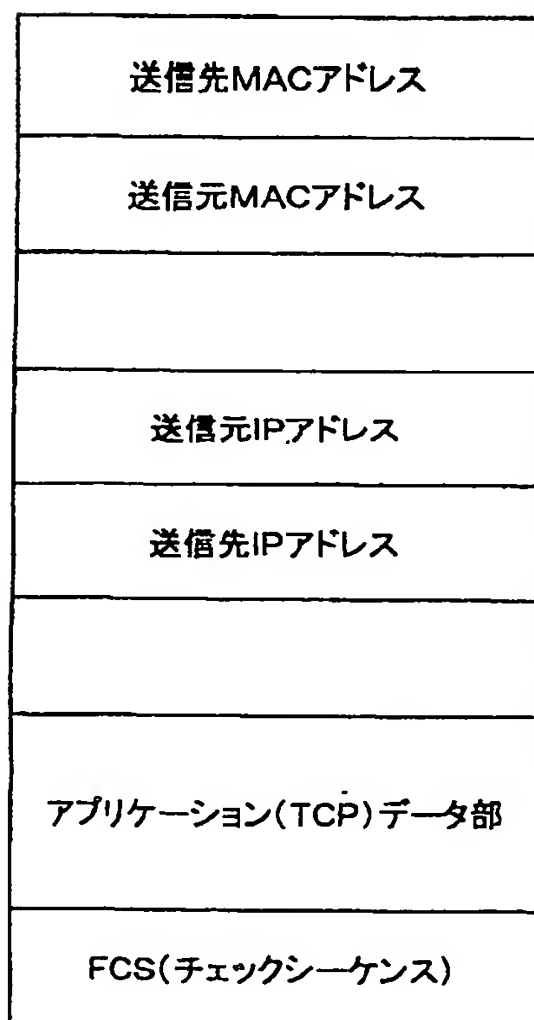 送信先MACアドレス
送信元MACアドレス
送信元IPアドレス
送信先IPアドレス
アプリケーション(TCP)データ部
FCS(チェックシーケンス)